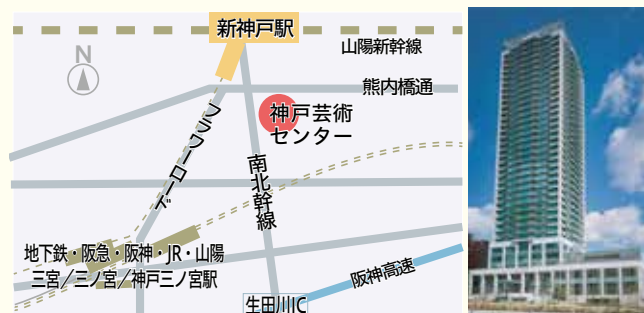 新神戸駅
山陽新幹線
N
熊内橋通
神戸芸術
センター
フラワーロード
南北幹線
地下鉄・阪急・阪神・JR・山陽
三宮／三ノ宮／神戸三ノ宮駅
阪神高速
生田川IC